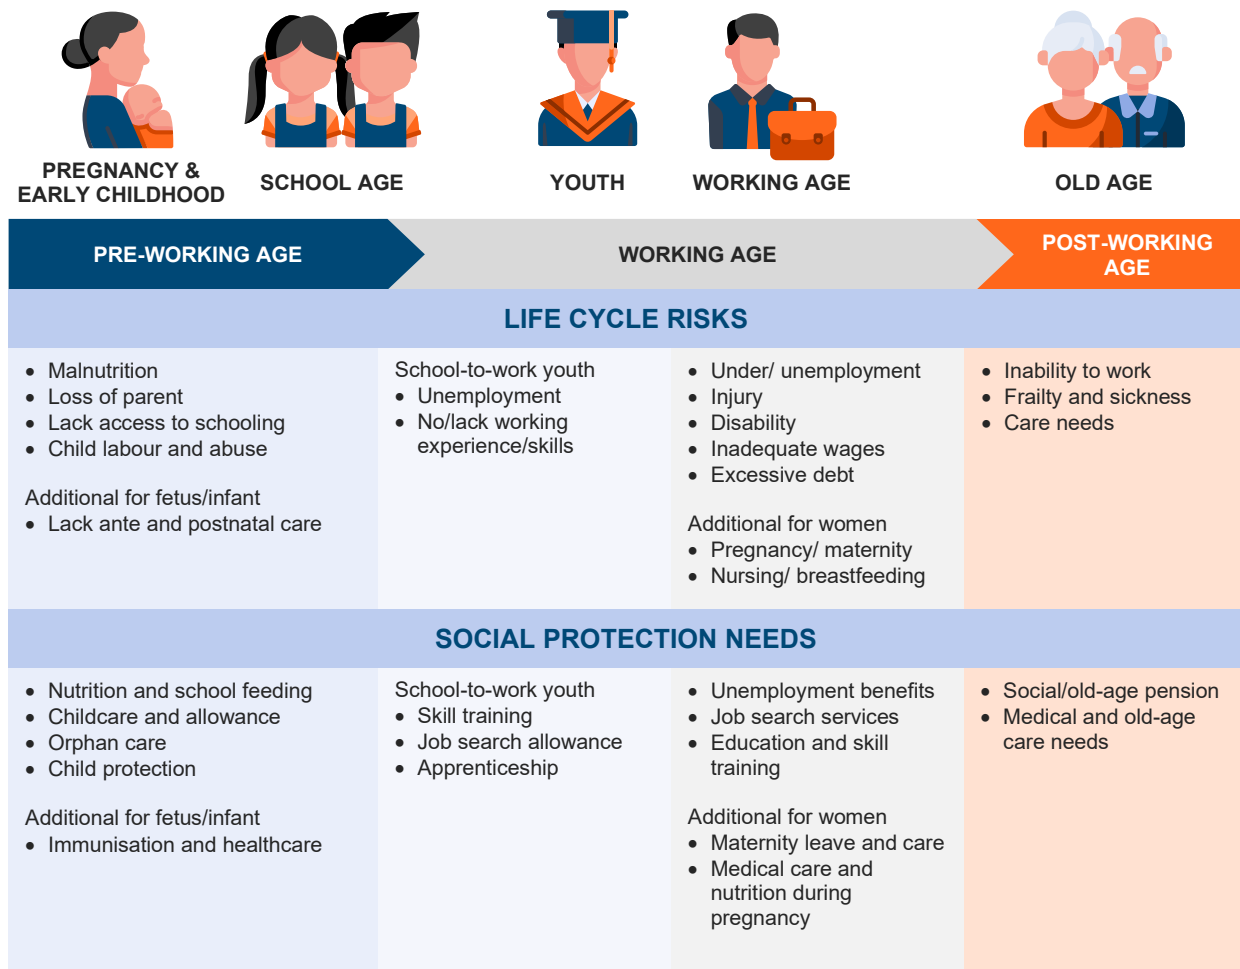 PREGNANCY &
EARLY CHILDHOOD
SCHOOL AGE
YOUTH
WORKING AGE
OLD AGE
PRE-WORKING AGE
WORKING AGE
POST-WORKING
AGE
LIFE CYCLE RISKS
• Malnutrition
• Loss of parent
• Lack access to schooling
• Child labour and abuse
Additional for fetus/infant
• Lack ante and postnatal care
School-to-work youth
• Unemployment
• No/lack working
experience/skills
• Under/ unemployment
• Injury
• Disability
• Inadequate wages
• Excessive debt
Additional for women
• Pregnancy/ maternity
• Nursing/ breastfeeding
• Inability to work
• Frailty and sickness
• Care needs
SOCIAL PROTECTION NEEDS
• Nutrition and school feeding
• Childcare and allowance
• Orphan care
• Child protection
Additional for fetus/infant
• Immunisation and healthcare
School-to-work youth
• Skill training
• Job search allowance
• Apprenticeship
• Unemployment benefits
• Job search services
• Education and skill
training
Additional for women
• Maternity leave and care
• Medical care and
nutrition during
pregnancy
• Social/old-age pension
• Medical and old-age
care needs